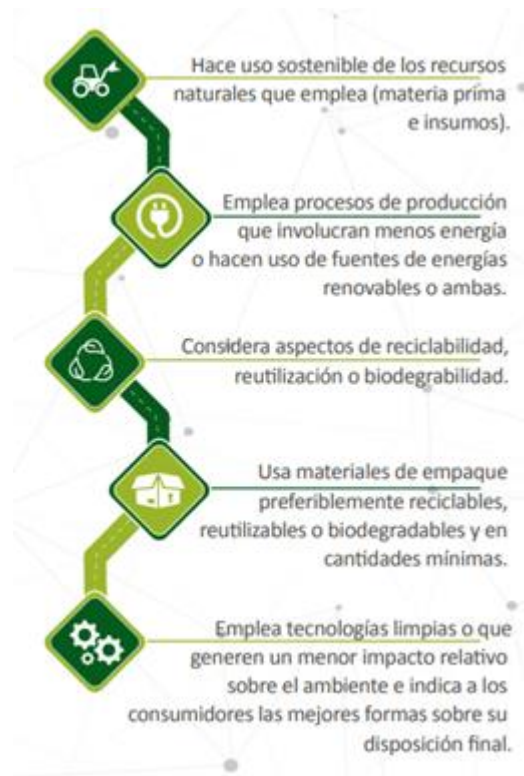 Hace uso sostenible de los recursos
naturales que emplea (materia prima
e insumos).
Emplea procesos de producción
que involucran menos energía
o hacen uso de fuentes de energías
renovables o ambas.
Considera aspectos de reciclabilidad,
reutilización o biodegrabilidad.
Usa materiales de empaque
preferiblemente reciclables,
reutilizables o biodegradables y en
cantidades mínimas.
Emplea tecnologías limpias o que
generen un menor impacto relativo
sobre el ambiente e indica a los
consumidores las mejores formas sobre su
disposición final.